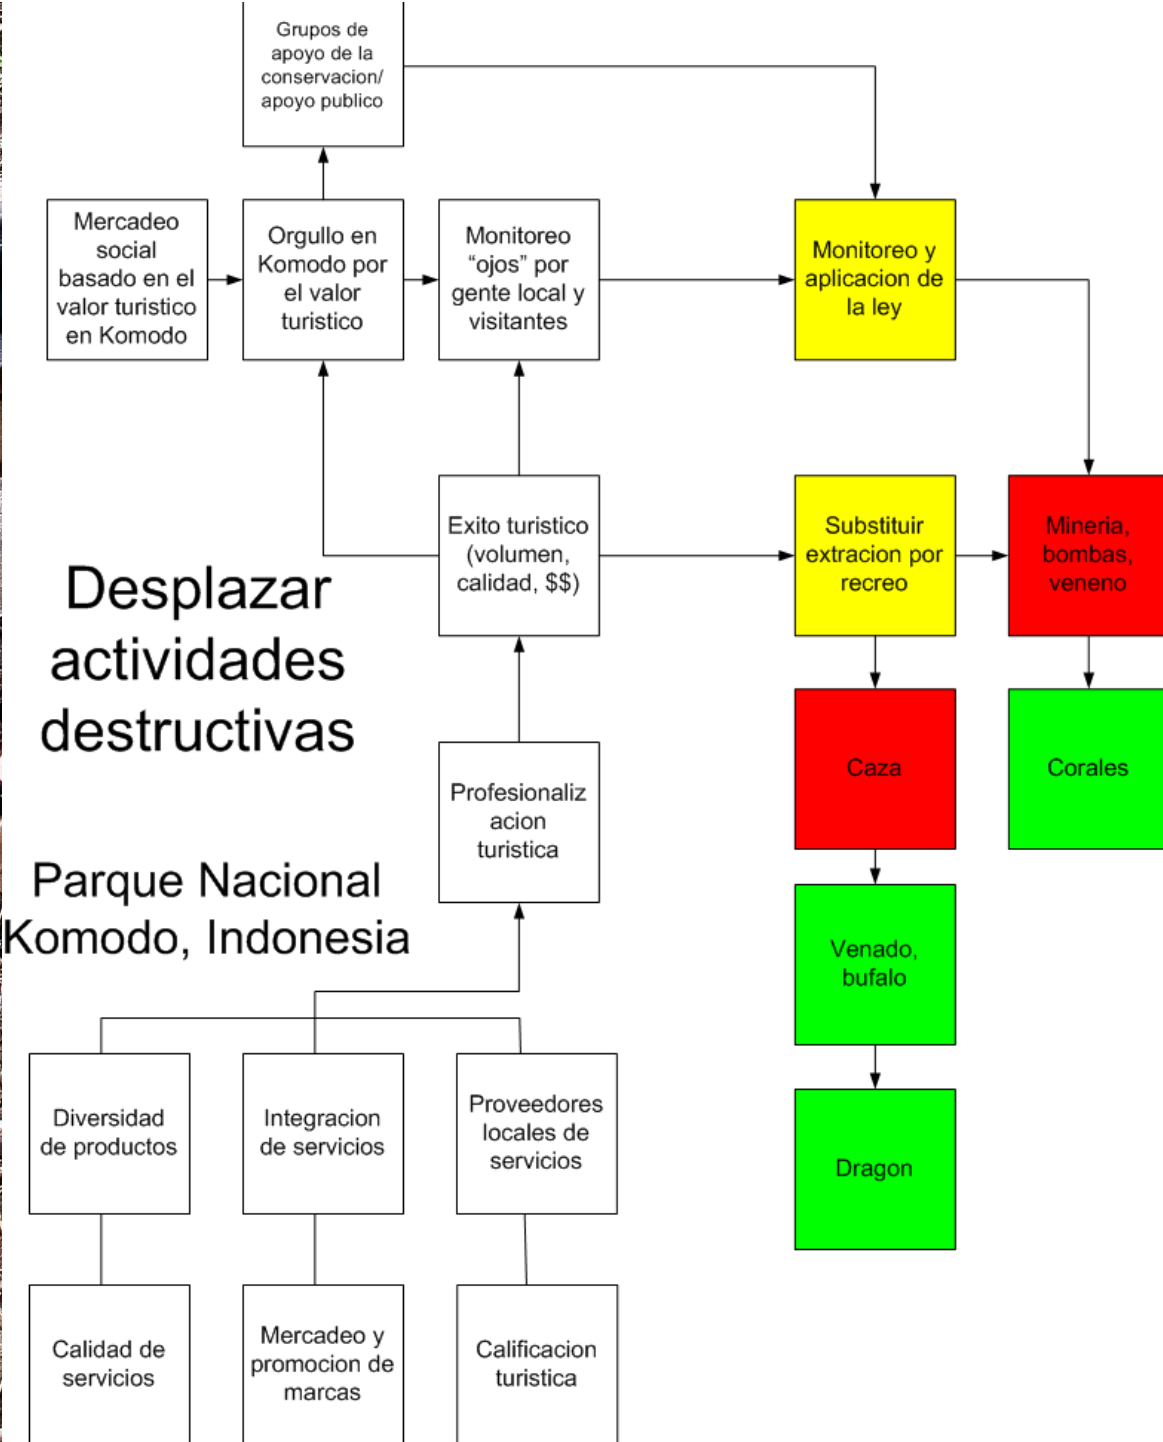 Grupos de
apoyo de la
conservacion/
apoyo publico
Mercadeo
social
basado en el
valor turistico
en Komodo
Orgullo en
Komodo por
el valor
turistico
Monitoreo
“ojos” por
gente local y
visitantes
Monitoreo y
aplicacion de
la ley
Exito turistico
(volumen,
calidad, $$)
Substituir
extracion por
recreo
Mineria,
bombas,
veneno
Desplazar
actividades
destructivas
Profesionaliz
acion
turistica
Caza
Corales
Parque Nacional
Komodo, Indonesia
Venado,
bufalo
Diversidad
de productos
Integracion
de servicios
Proveedores
locales de
servicios
Dragon
Calidad de
servicios
Mercadeo y
promocion de
marcas
Calificacion
turistica